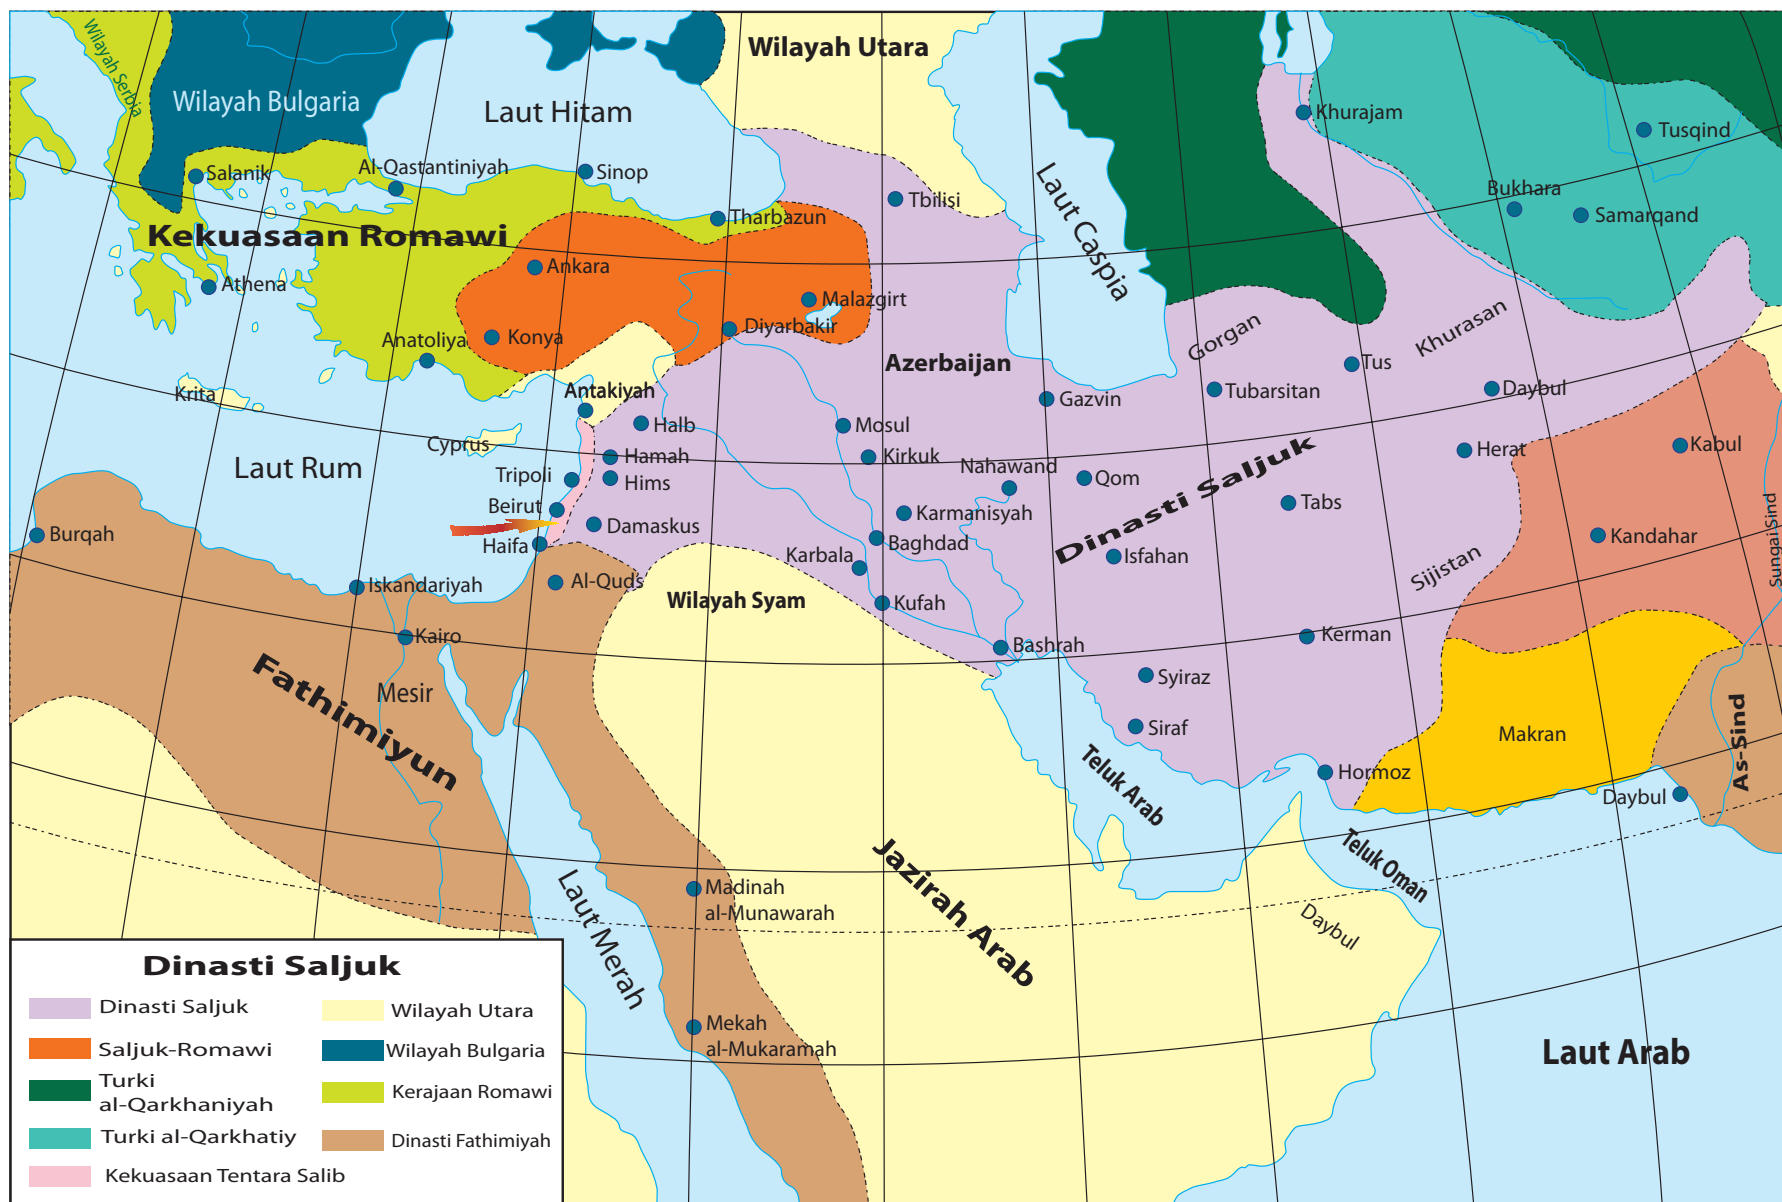 Wilayah Serbia
Wilayah Bulgaria
Laut Hitam
Wilayah Utara
Khurajam
Tusqind
Salanik
Al-Qastantiniyah
Sinop
Tharbazun
Tbilisi
Laut Caspia
Bukhara
Samarqand
Kekuasaan Romawi
Athena
Ankara
Malazgirt
Konya
Diyarbakir
Anatoliya
Azerbaijan
Gorgan
Khurasan
Tus
Krita
Antakiyah
Gazvin
Tubarsitan
Daybul
Cyprus
Halb
Mosul
Hamah
Kirkuk
Nahawand
Qom
Dinasti Saljuk
Herat
Kabul
Laut Rum
Tripoli
Hims
Tabs
Beirut
Damaskus
Karmanisyah
Baghdad
Isfahan
Kandahar
Sungai Sind
Burqah
Haifa
Karbala
Sijistan
Iskandariyah
Al-Quds
Wilayah Syam
Kufah
Kairo
Bashrah
Kerman
Fathimiyun
Mesir
Syiraz
Siraf
Makran
As-Sind
Teluk Arab
Hormoz
Daybul
Teluk Oman
Jazirah Arab
Madinah
al-Munawarah
Laut Merah
Daybul
Mekah
al-Mukaramah
Laut Arab
Dinasti Saljuk
Dinasti Saljuk
Saljuk-Romawi
Turki
al-Qarkhaniyah
Turki al-Qarkhatiy
Kekuasaan Tentara Salib
Wilayah Utara
Wilayah Bulgaria
Kerajaan Romawi
Dinasti Fathimiyah